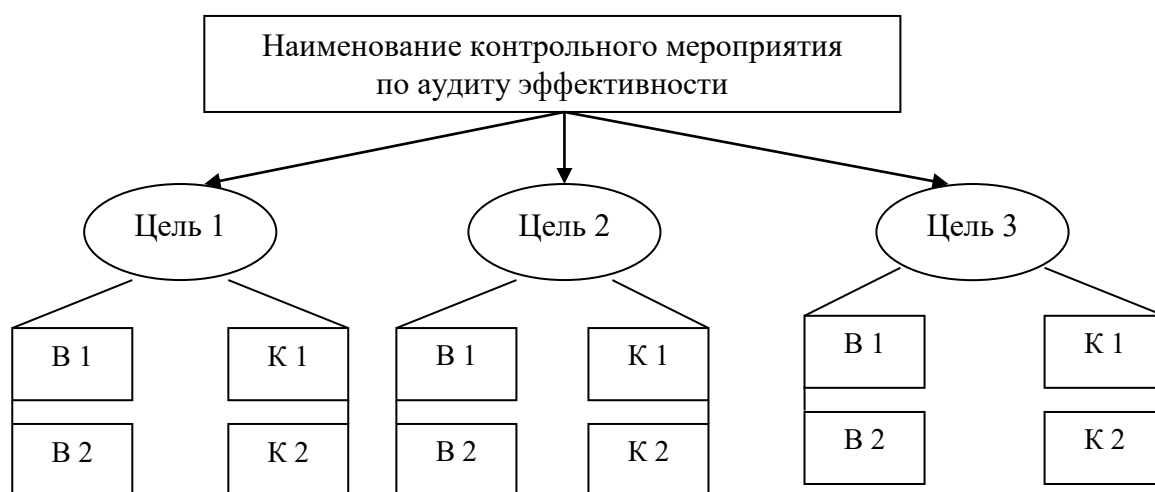 Наименование контрольного мероприятия
по аудиту эффективности
Цель 1
Цель 2
Цель 3
В 1
К 1
В 1
К 1
В 1
К 1
В 2
К 2
В 2
К 2
В 2
К 2